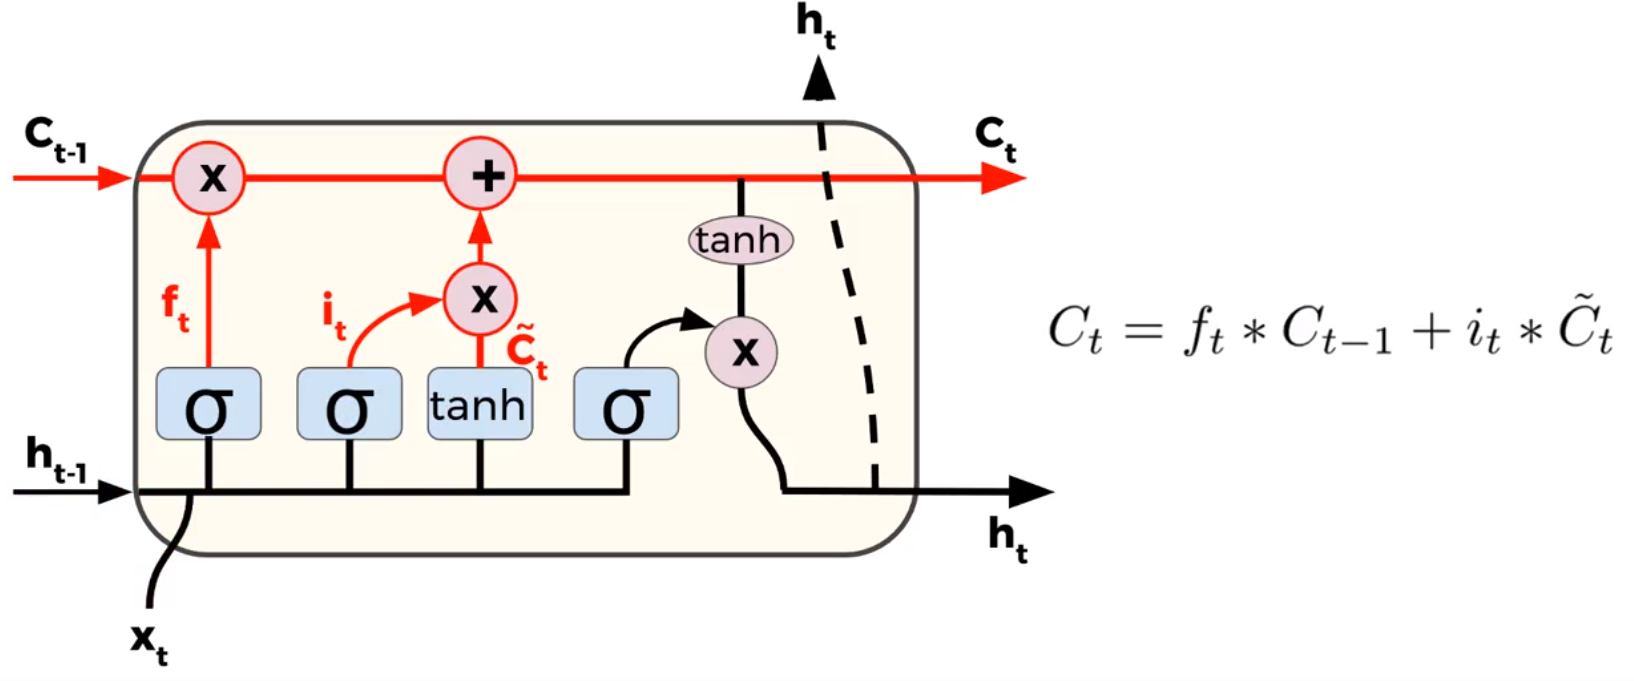 hₜ
Cₜ₋₁
Cₜ
x
+
tanh
fₜ
iₜ
x
C̃ₜ
x
σ
σ
tanh
σ
Cₜ = fₜ * Cₜ₋₁ + iₜ * C̃ₜ
hₜ₋₁
hₜ
xₜ